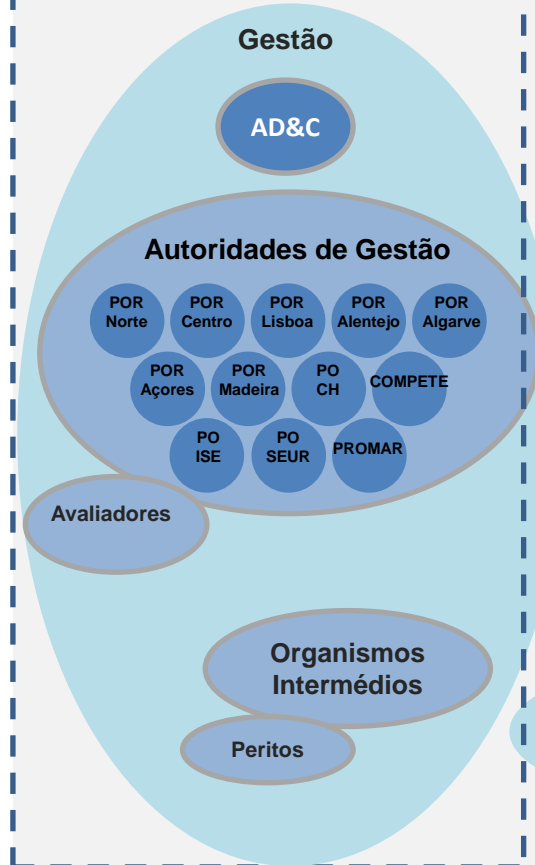 Gestão
AD&C
Autoridades de Gestão
POR
Norte
POR
Centro
POR
Lisboa
POR
Alentejo
POR
Algarve
POR
Açores
POR
Madeira
PO
CH
COMPETE
PO
ISE
PO
SEUR
PROMAR
Avaliadores
Organismos
Intermédios
Peritos